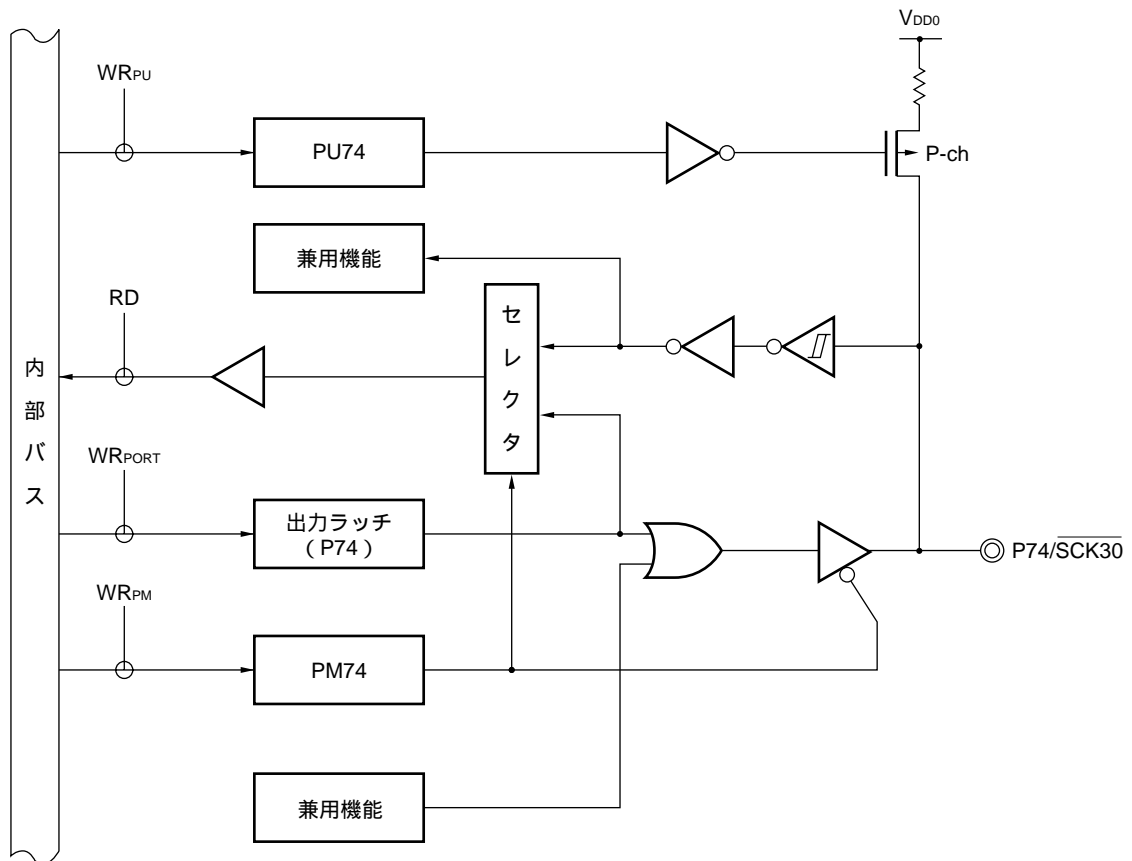 VDD0
WRPU
PU74
P-ch
兼用機能
RD
セレクタ
内部バス
WRPORT
出力ラッチ
(P74)
P74/SCK30
WRPM
PM74
兼用機能